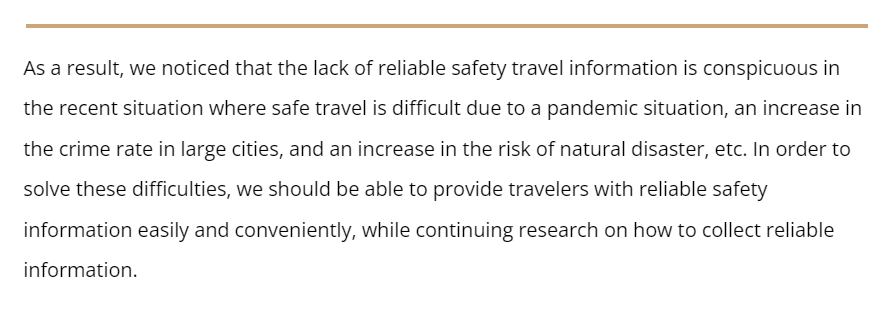 As a result, we noticed that the lack of reliable safety travel information is conspicuous in
the recent situation where safe travel is difficult due to a pandemic situation, an increase in
the crime rate in large cities, and an increase in the risk of natural disaster, etc. In order to
solve these difficulties, we should be able to provide travelers with reliable safety
information easily and conveniently, while continuing research on how to collect reliable
information.